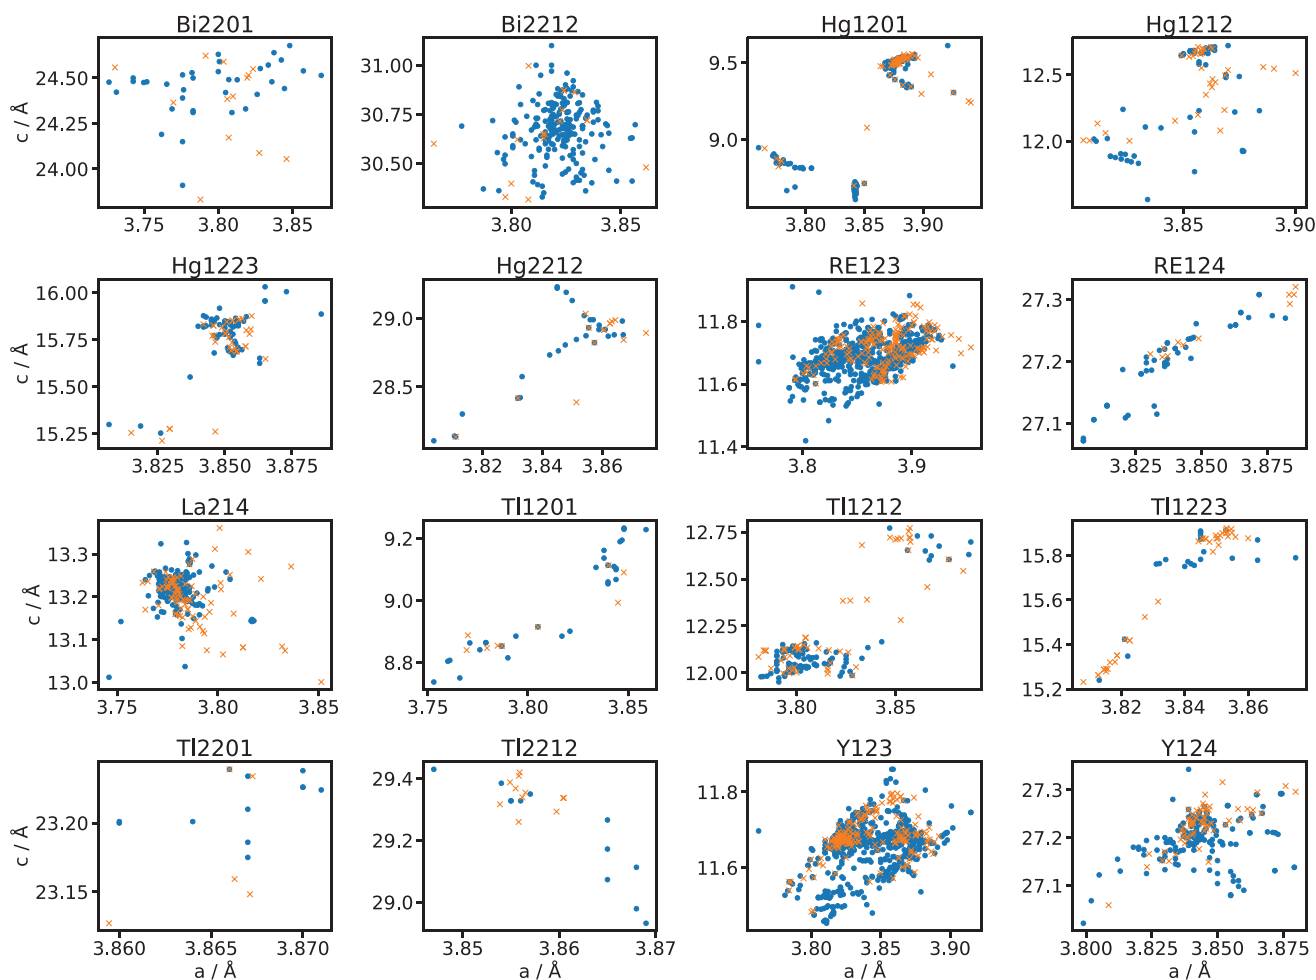 Bi2201 Bi2212 Hg1201 Hg1212
c / Å 24.50 24.25 24.00 31.00 30.75 30.50 9.5 9.0 12.5 12.0
3.75 3.80 3.85 3.80 3.82 3.84 3.86 3.80 3.85 3.90 3.85 3.90
Hg1223 Hg2212 RE123 RE124
c / Å 16.00 15.75 15.50 15.25 29.0 28.5 11.8 11.6 11.4 27.3 27.2 27.1
3.825 3.850 3.875 3.82 3.84 3.86 3.8 3.9 3.825 3.850 3.875
La214 Tl1201 Tl1212 Tl1223
c / Å 13.3 13.2 13.1 13.0 9.2 9.0 8.8 12.75 12.50 12.25 12.00 15.8 15.6 15.4 15.2
3.75 3.80 3.85 3.75 3.80 3.85 3.80 3.85 3.82 3.84 3.86
Tl2201 Tl2212 Y123 Y124
c / Å 23.20 23.15 29.4 29.2 29.0 11.8 11.6 27.3 27.2 27.1
3.860 3.865 3.870 3.85 3.86 3.87 3.80 3.85 3.90 3.800 3.825 3.850 3.875
a / Å a / Å a / Å a / Å